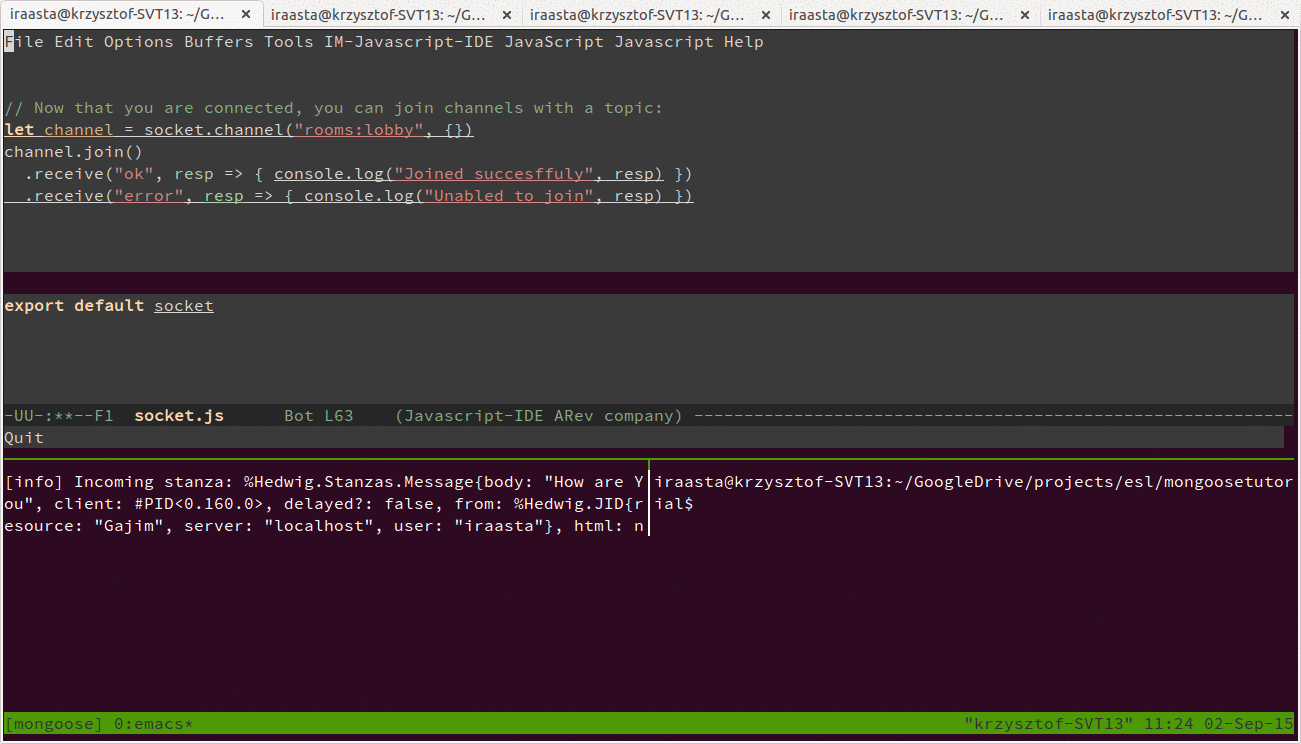 iraasta@krzysztof-SVT13: ~/G... × iraasta@krzysztof-SVT13: ~/G... × iraasta@krzysztof-SVT13: ~/G... × iraasta@krzysztof-SVT13: ~/G... × iraasta@krzysztof-SVT13: ~/G... ×
File Edit Options Buffers Tools IM-Javascript-IDE JavaScript Javascript Help
// Now that you are connected, you can join channels with a topic:
let channel = socket.channel("rooms:lobby", {})
channel.join()
  .receive("ok", resp => { console.log("Joined succesffuly", resp) })
  .receive("error", resp => { console.log("Unabled to join", resp) })
export default socket
-UU-:**--F1  socket.js      Bot L63    (Javascript-IDE ARev company) ------------------------------------------------------------
Quit
[info] Incoming stanza: %Hedwig.Stanzas.Message{body: "How are Y
ou", client: #PID<0.160.0>, delayed?: false, from: %Hedwig.JID{r
esource: "Gajim", server: "localhost", user: "iraasta"}, html: n
iraasta@krzysztof-SVT13:~/GoogleDrive/projects/esl/mongoosetutor
ial$
[mongoose] 0:emacs* "krzysztof-SVT13" 11:24 02-Sep-15